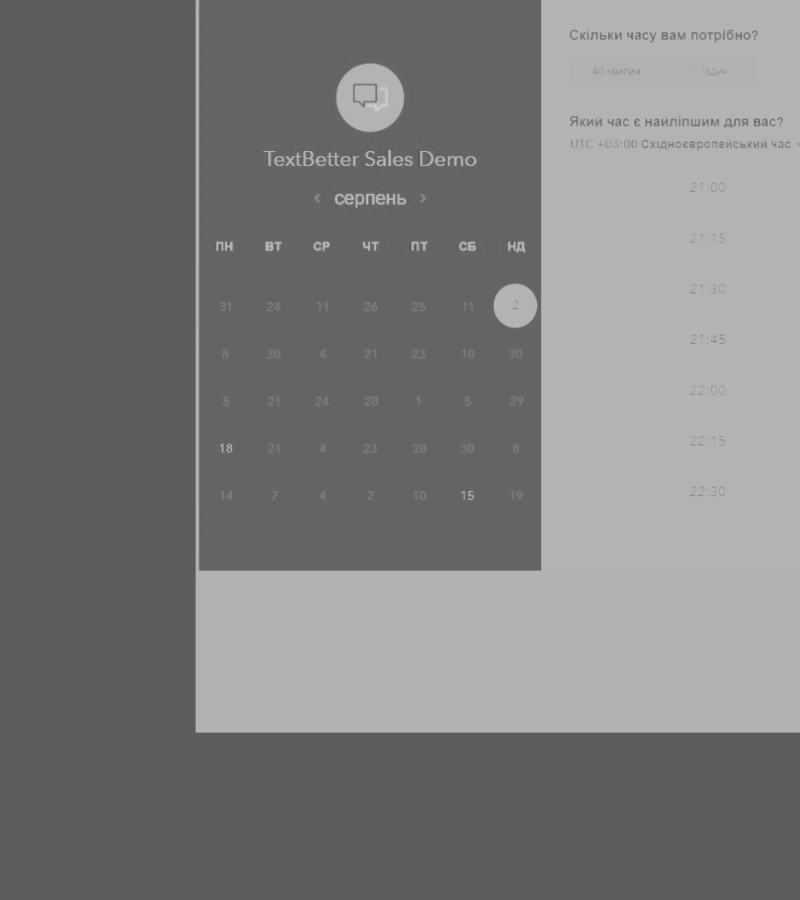 TextBetter Sales Demo
‹ серпень ›
ПН ВТ СР ЧТ ПТ СБ НД
31 24 11 26 25 11 2
8 30 4 21 23 10 30
5 21 24 28 1 5 29
18 21 4 23 28 30 8
14 7 4 2 10 15 19
Скільки часу вам потрібно?
40 хвилин 1 годин
Який час є найліпшим для вас?
UTC +03:00 Східноєвропейський час
21:00
21:15
21:30
21:45
22:00
22:15
22:30